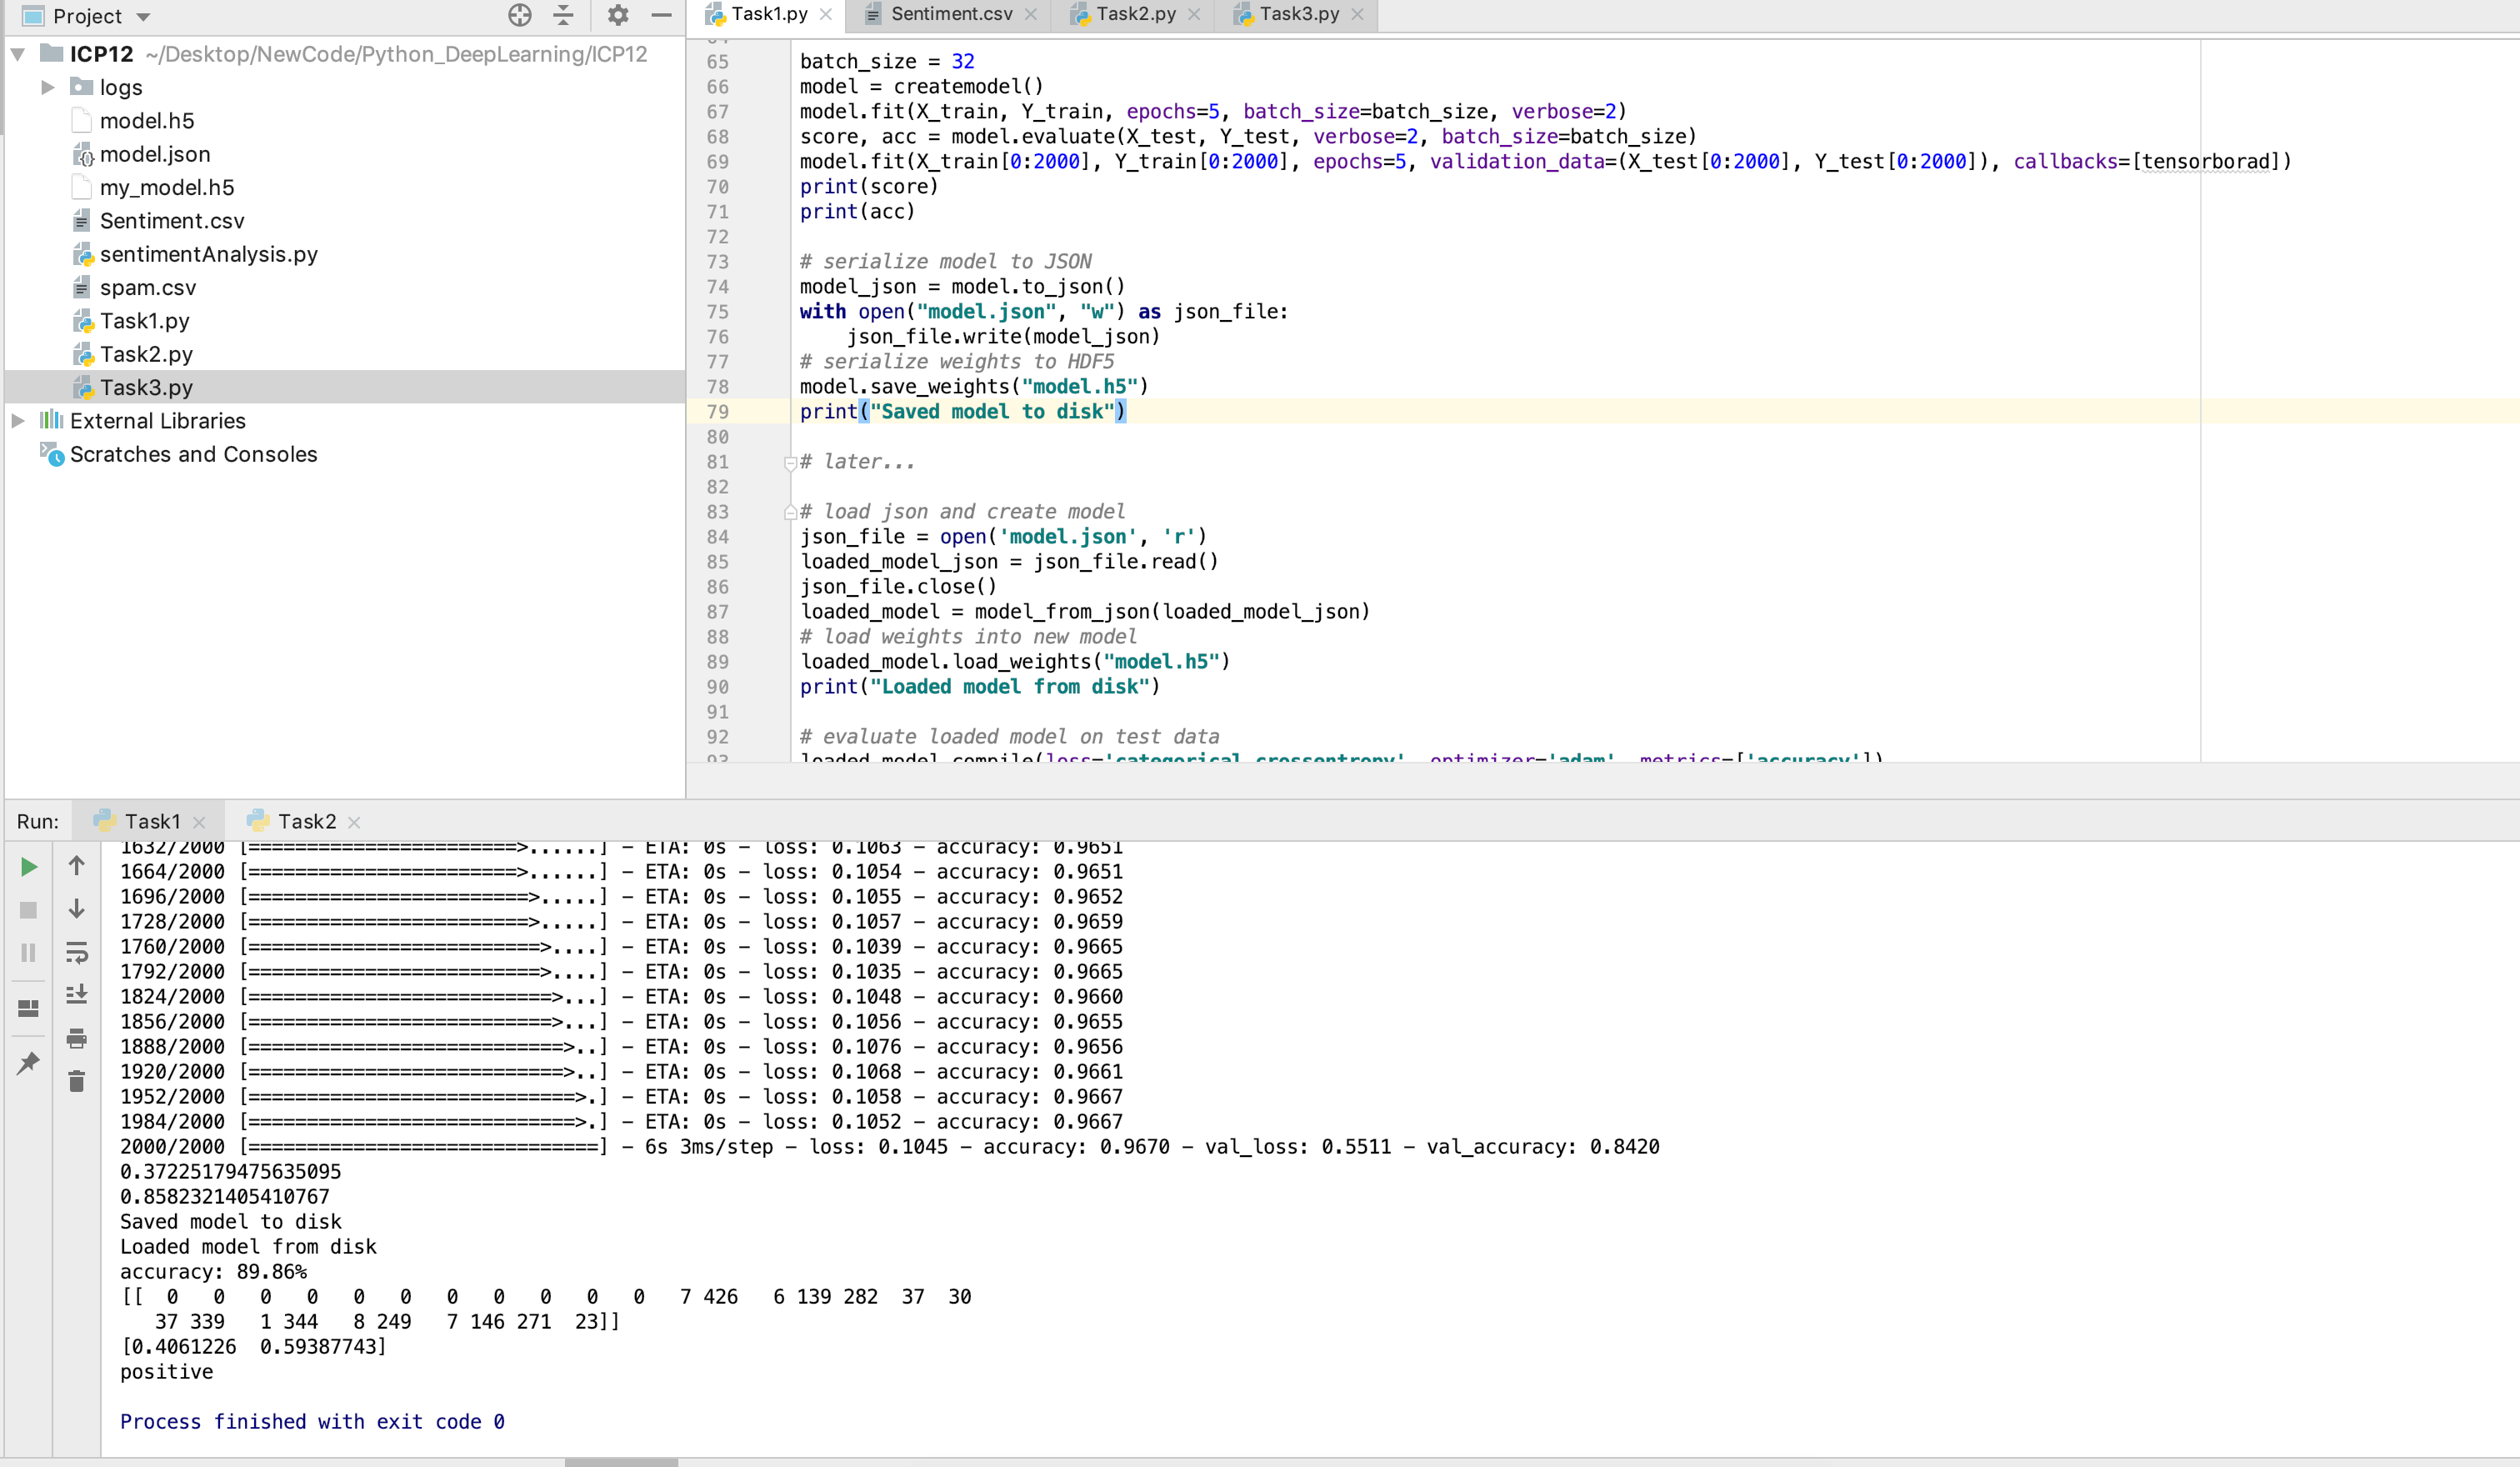 Project
ICP12 ~/Desktop/NewCode/Python_DeepLearning/ICP12
logs
model.h5
model.json
my_model.h5
Sentiment.csv
sentimentAnalysis.py
spam.csv
Task1.py
Task2.py
Task3.py
External Libraries
Scratches and Consoles
Task1.py Sentiment.csv Task2.py Task3.py
65 batch_size = 32
66 model = createmodel()
67 model.fit(X_train, Y_train, epochs=5, batch_size=batch_size, verbose=2)
68 score, acc = model.evaluate(X_test, Y_test, verbose=2, batch_size=batch_size)
69 model.fit(X_train[0:2000], Y_train[0:2000], epochs=5, validation_data=(X_test[0:2000], Y_test[0:2000]), callbacks=[tensorborad])
70 print(score)
71 print(acc)
72
73 # serialize model to JSON
74 model_json = model.to_json()
75 with open("model.json", "w") as json_file:
76     json_file.write(model_json)
77 # serialize weights to HDF5
78 model.save_weights("model.h5")
79 print("Saved model to disk")
80
81 # later...
82
83 # load json and create model
84 json_file = open('model.json', 'r')
85 loaded_model_json = json_file.read()
86 json_file.close()
87 loaded_model = model_from_json(loaded_model_json)
88 # load weights into new model
89 loaded_model.load_weights("model.h5")
90 print("Loaded model from disk")
91
92 # evaluate loaded model on test data
93 loaded_model.compile(loss='categorical_crossentropy', optimizer='adam', metrics=['accuracy'])
Run: Task1 Task2
1632/2000 [=======================>......] - ETA: 0s - loss: 0.1063 - accuracy: 0.9651
1664/2000 [=======================>......] - ETA: 0s - loss: 0.1054 - accuracy: 0.9651
1696/2000 [========================>.....] - ETA: 0s - loss: 0.1055 - accuracy: 0.9652
1728/2000 [========================>.....] - ETA: 0s - loss: 0.1057 - accuracy: 0.9659
1760/2000 [=========================>....] - ETA: 0s - loss: 0.1039 - accuracy: 0.9665
1792/2000 [=========================>....] - ETA: 0s - loss: 0.1035 - accuracy: 0.9665
1824/2000 [==========================>...] - ETA: 0s - loss: 0.1048 - accuracy: 0.9660
1856/2000 [==========================>...] - ETA: 0s - loss: 0.1056 - accuracy: 0.9655
1888/2000 [===========================>..] - ETA: 0s - loss: 0.1076 - accuracy: 0.9656
1920/2000 [===========================>..] - ETA: 0s - loss: 0.1068 - accuracy: 0.9661
1952/2000 [============================>.] - ETA: 0s - loss: 0.1058 - accuracy: 0.9667
1984/2000 [============================>.] - ETA: 0s - loss: 0.1052 - accuracy: 0.9667
2000/2000 [==============================] - 6s 3ms/step - loss: 0.1045 - accuracy: 0.9670 - val_loss: 0.5511 - val_accuracy: 0.8420
0.37225179475635095
0.8582321405410767
Saved model to disk
Loaded model from disk
accuracy: 89.86%
[[  0   0   0   0   0   0   0   0   0   0   0   7 426   6 139 282  37  30
   37 339   1 344   8 249   7 146 271  23]]
[0.4061226  0.59387743]
positive
Process finished with exit code 0